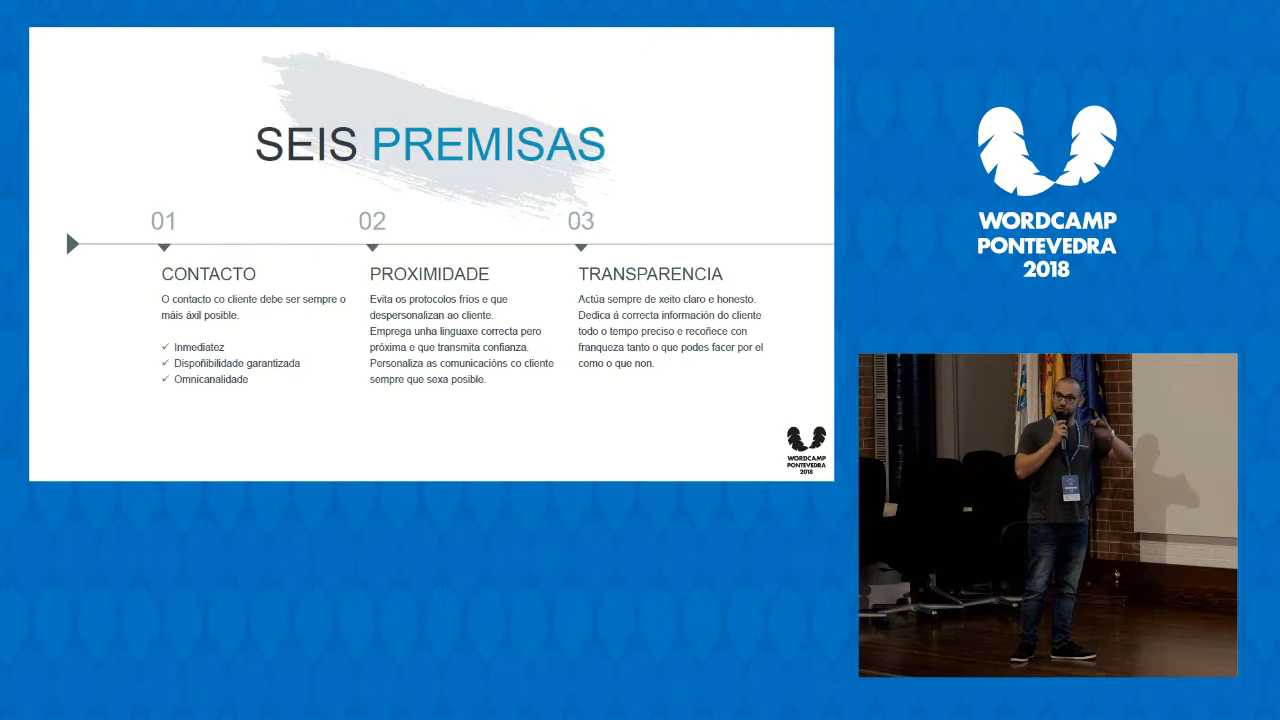 SEIS PREMISAS
01
02
03
CONTACTO
O contacto co cliente debe ser sempre o
máis áxil posible.
✓ Inmediatez
✓ Dispoñibilidade garantizada
✓ Omnicanalidade
PROXIMIDADE
Evita os protocolos fríos e que
despersonalizan ao cliente.
Emprega unha linguaxe correcta pero
próxima e que transmita confianza.
Personaliza as comunicacións co cliente
sempre que sexa posible.
TRANSPARENCIA
Actúa sempre de xeito claro e honesto.
Dedica á correcta información do cliente
todo o tempo preciso e recoñece con
franqueza tanto o que podes facer por el
como o que non.
WORDCAMP
PONTEVEDRA
2018
WORDCAMP
PONTEVEDRA
2018